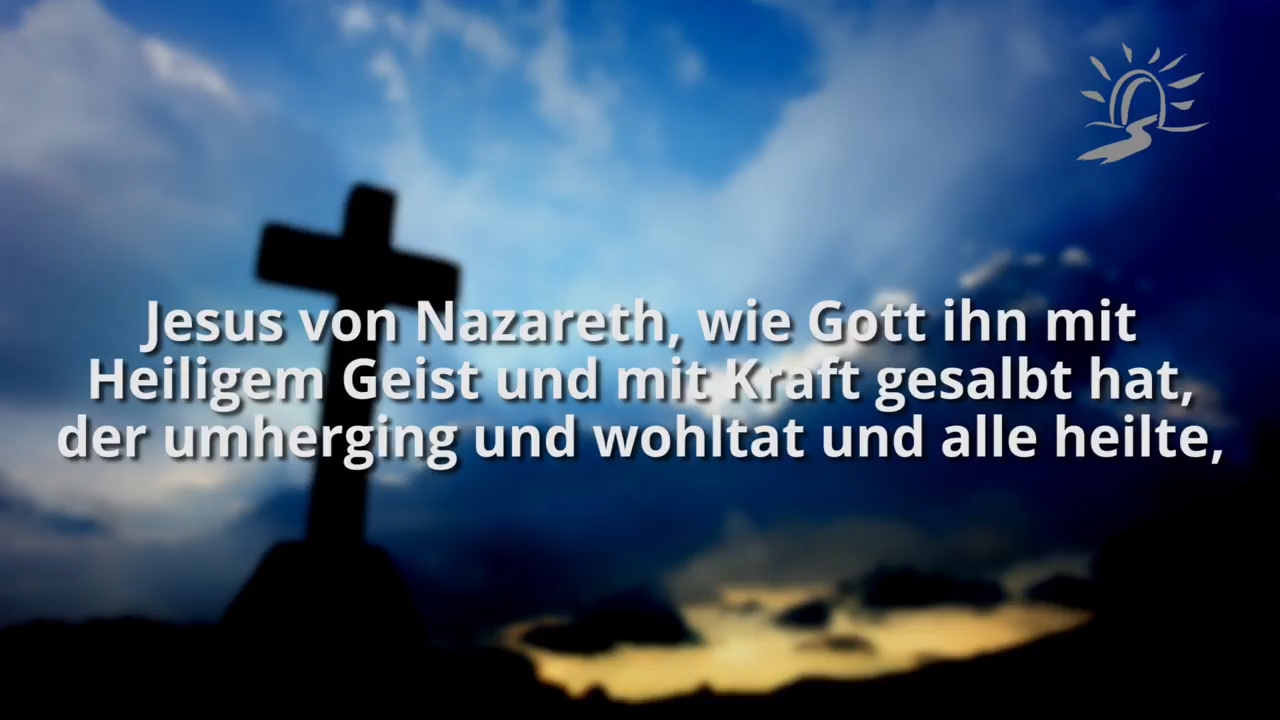 Jesus von Nazareth, wie Gott ihn mit
Heiligem Geist und mit Kraft gesalbt hat,
der umherging und wohltat und alle heilte,